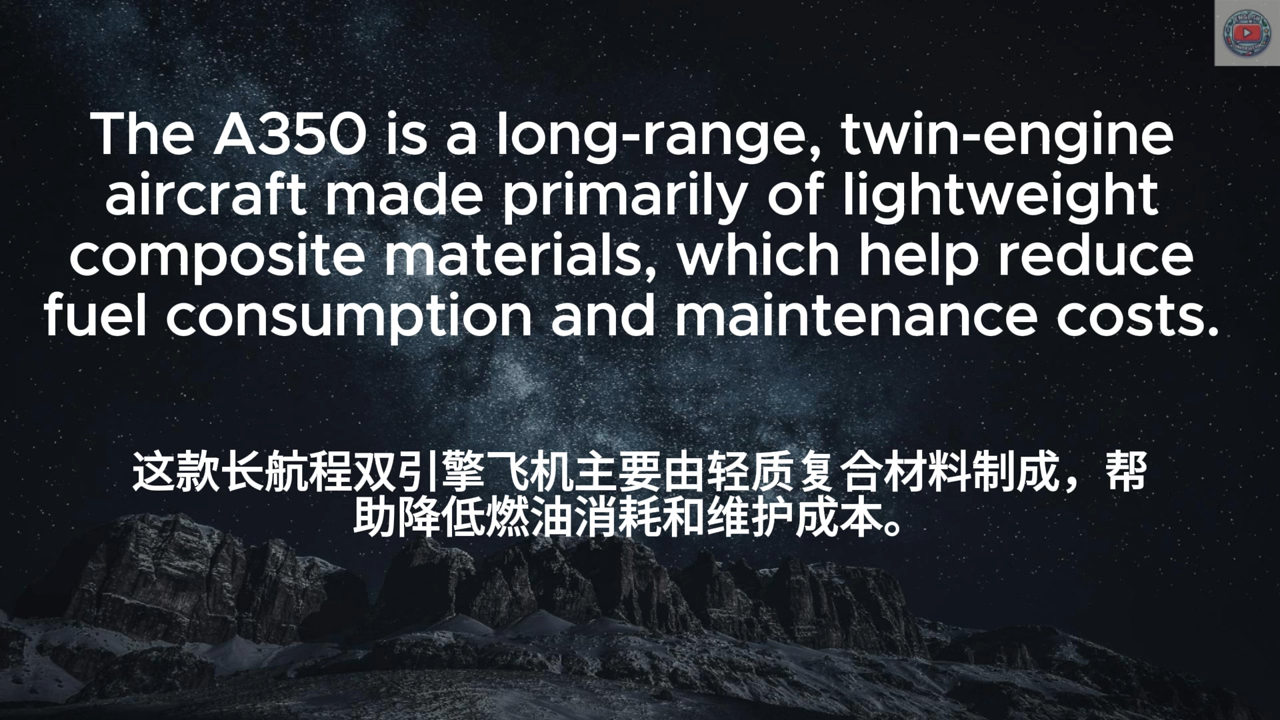 The A350 is a long-range, twin-engine
aircraft made primarily of lightweight
composite materials, which help reduce
fuel consumption and maintenance costs.
这款长航程双引擎飞机主要由轻质复合材料制成，帮
助降低燃油消耗和维护成本。